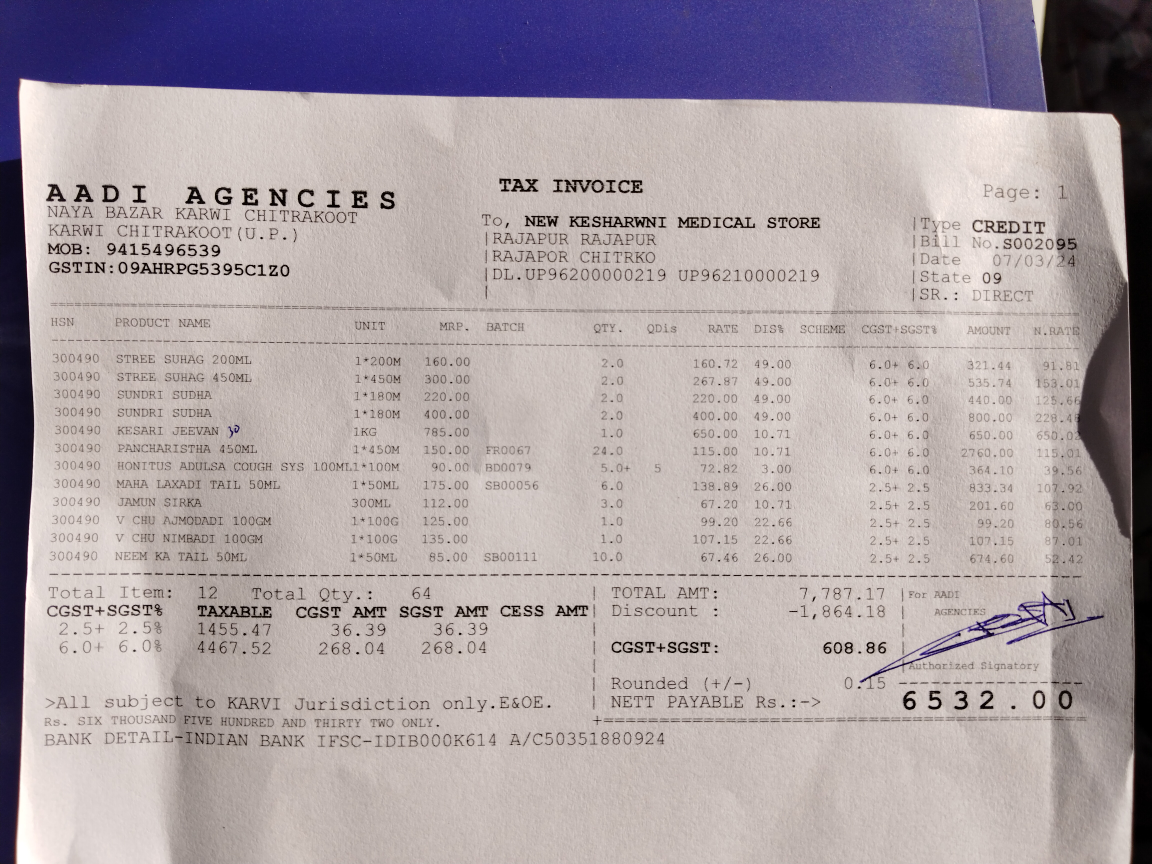 AADI AGENCIES
NAYA BAZAR KARWI CHITRAKOOT
KARWI CHITRAKOOT(U.P.)
MOB: 9415496539
GSTIN:09AHRPG5395C1Z0
TAX INVOICE
To, NEW KESHARWNI MEDICAL STORE
|RAJAPUR RAJAPUR
|RAJAPOR CHITRKO
|DL.UP96200000219 UP96210000219
Page: 1
|Type CREDIT
|Bill No.S002095
|Date 07/03/24
|State 09
|SR.: DIRECT
HSN PRODUCT NAME UNIT MRP. BATCH QTY. QDis RATE DIS% SCHEME CGST+SGST% AMOUNT N.RATE
300490 STREE SUHAG 200ML 1*200M 160.00 2.0 160.72 49.00 6.0+ 6.0 321.44 91.81
300490 STREE SUHAG 450ML 1*450M 300.00 2.0 267.87 49.00 6.0+ 6.0 535.74 153.01
300490 SUNDRI SUDHA 1*180M 220.00 2.0 220.00 49.00 6.0+ 6.0 440.00 125.66
300490 SUNDRI SUDHA 1*180M 400.00 2.0 400.00 49.00 6.0+ 6.0 800.00 228.48
300490 KESARI JEEVAN 30 1KG 785.00 1.0 650.00 10.71 6.0+ 6.0 650.00 650.02
300490 PANCHARISTHA 450ML 1*450M 150.00 FR0067 24.0 115.00 10.71 6.0+ 6.0 2760.00 115.01
300490 HONITUS ADULSA COUGH SYS 100ML1*100M 90.00 BD0079 5.0+ 5 72.82 3.00 6.0+ 6.0 364.10 39.56
300490 MAHA LAXADI TAIL 50ML 1*50ML 175.00 SB00056 6.0 138.89 26.00 2.5+ 2.5 833.34 107.92
300490 JAMUN SIRKA 300ML 112.00 3.0 67.20 10.71 2.5+ 2.5 201.60 63.00
300490 V CHU AJMODADI 100GM 1*100G 125.00 1.0 99.20 22.66 2.5+ 2.5 99.20 80.56
300490 V CHU NIMBADI 100GM 1*100G 135.00 1.0 107.15 22.66 2.5+ 2.5 107.15 87.01
300490 NEEM KA TAIL 50ML 1*50ML 85.00 SB00111 10.0 67.46 26.00 2.5+ 2.5 674.60 52.42
Total Item: 12 Total Qty.: 64
CGST+SGST% TAXABLE CGST AMT SGST AMT CESS AMT
2.5+ 2.5% 1455.47 36.39 36.39
6.0+ 6.0% 4467.52 268.04 268.04
TOTAL AMT: 7,787.17
Discount : -1,864.18
CGST+SGST: 608.86
Rounded (+/-) 0.15
NETT PAYABLE Rs.:-> 6532.00
|For AADI
AGENCIES
Authorized Signatory
>All subject to KARVI Jurisdiction only.E&OE.
Rs. SIX THOUSAND FIVE HUNDRED AND THIRTY TWO ONLY.
BANK DETAIL-INDIAN BANK IFSC-IDIB000K614 A/C50351880924